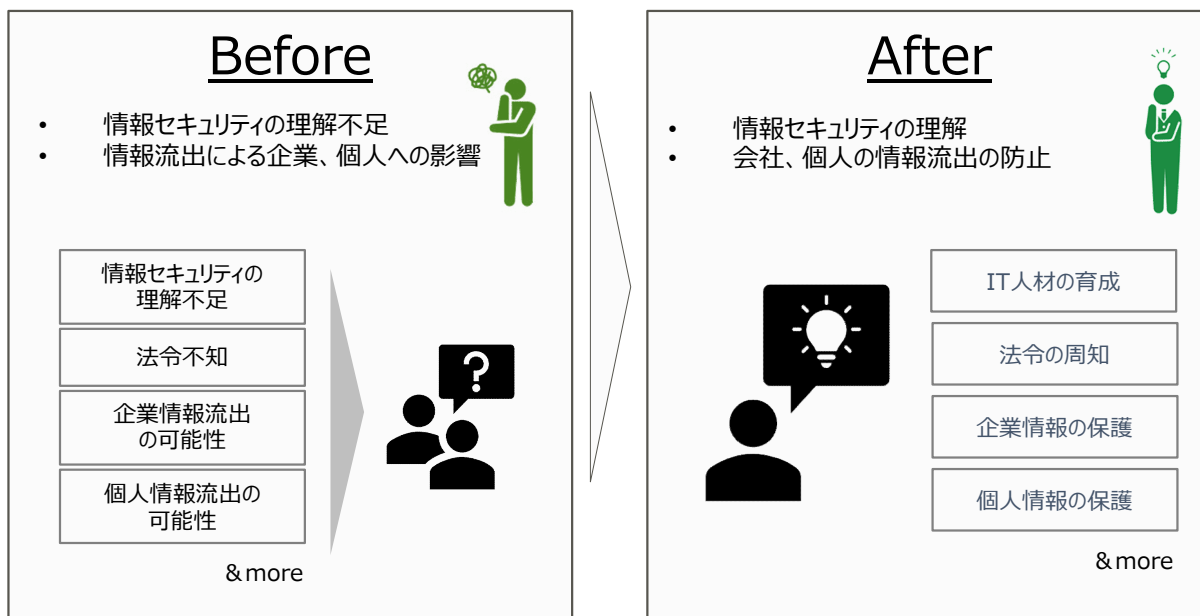 Before
• 情報セキュリティの理解不足
• 情報流出による企業、個人への影響
情報セキュリティの
理解不足
法令不知
企業情報流出
の可能性
個人情報流出の
可能性
＆more
?
After
• 情報セキュリティの理解
• 会社、個人の情報流出の防止
IT人材の育成
法令の周知
企業情報の保護
個人情報の保護
＆more